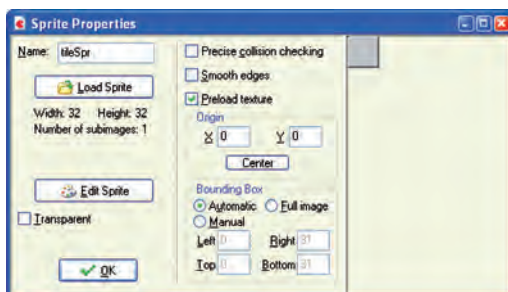 Sprite Properties
Name: tileSpr
Load Sprite
Width: 32 Height: 32
Number of subimages: 1
Edit Sprite
Transparent
OK
Precise collision checking
Smooth edges
Preload texture
Origin
X 0 Y 0
Center
Bounding Box
Automatic Full image
Manual
Left 0 Right 31
Top 0 Bottom 31